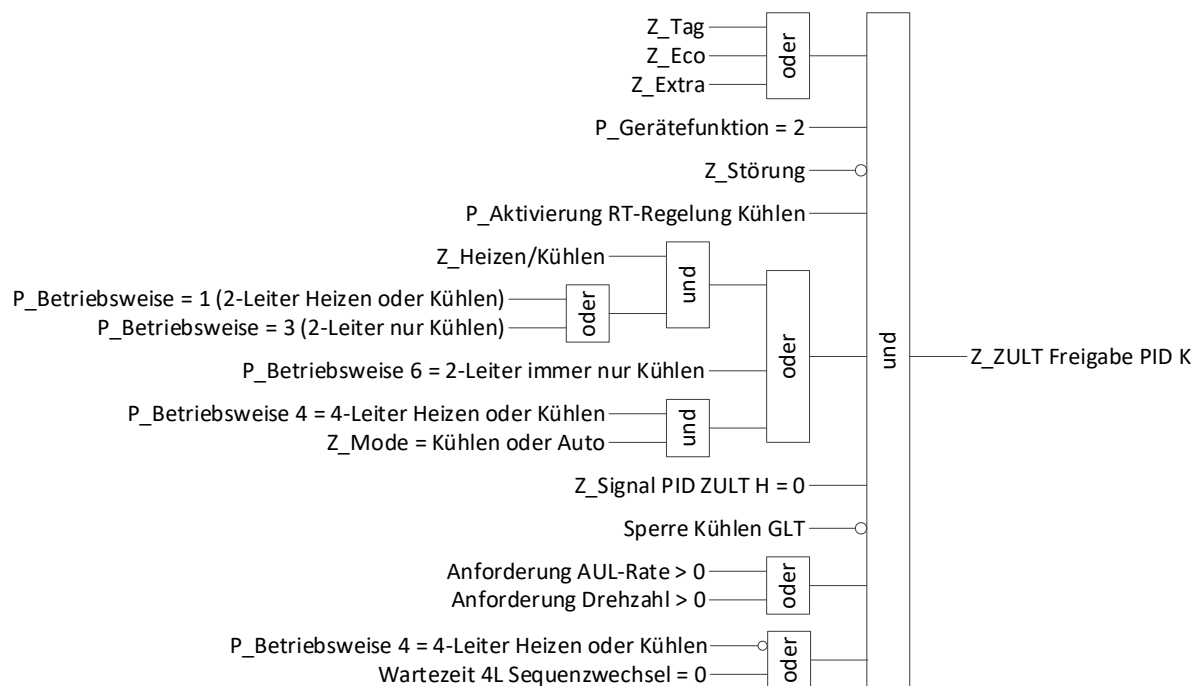 Z_Tag
Z_Eco
Z_Extra
oder
P_Gerätefunktion = 2
Z_Störung
P_Aktivierung RT-Regelung Kühlen
Z_Heizen/Kühlen
und
P_Betriebsweise = 1 (2-Leiter Heizen oder Kühlen)
P_Betriebsweise = 3 (2-Leiter nur Kühlen)
oder
P_Betriebsweise 6 = 2-Leiter immer nur Kühlen
oder
P_Betriebsweise 4 = 4-Leiter Heizen oder Kühlen
Z_Mode = Kühlen oder Auto
und
und
Z_ZULT Freigabe PID K
Z_Signal PID ZULT H = 0
Sperre Kühlen GLT
Anforderung AUL-Rate > 0
Anforderung Drehzahl > 0
oder
P_Betriebsweise 4 = 4-Leiter Heizen oder Kühlen
Wartezeit 4L Sequenzwechsel = 0
oder